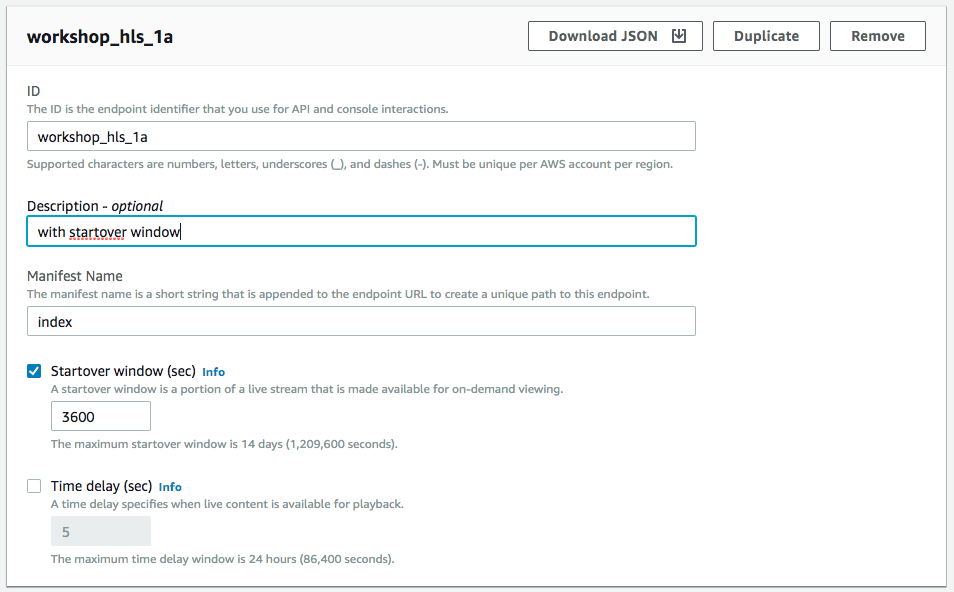 workshop_hls_1a
Download JSON
Duplicate
Remove
ID
The ID is the endpoint identifier that you use for API and console interactions.
workshop_hls_1a
Supported characters are numbers, letters, underscores (_), and dashes (-). Must be unique per AWS account per region.
Description - optional
with startover window
Manifest Name
The manifest name is a short string that is appended to the endpoint URL to create a unique path to this endpoint.
index
Startover window (sec) Info
A startover window is a portion of a live stream that is made available for on-demand viewing.
3600
The maximum startover window is 14 days (1,209,600 seconds).
Time delay (sec) Info
A time delay specifies when live content is available for playback.
5
The maximum time delay window is 24 hours (86,400 seconds).